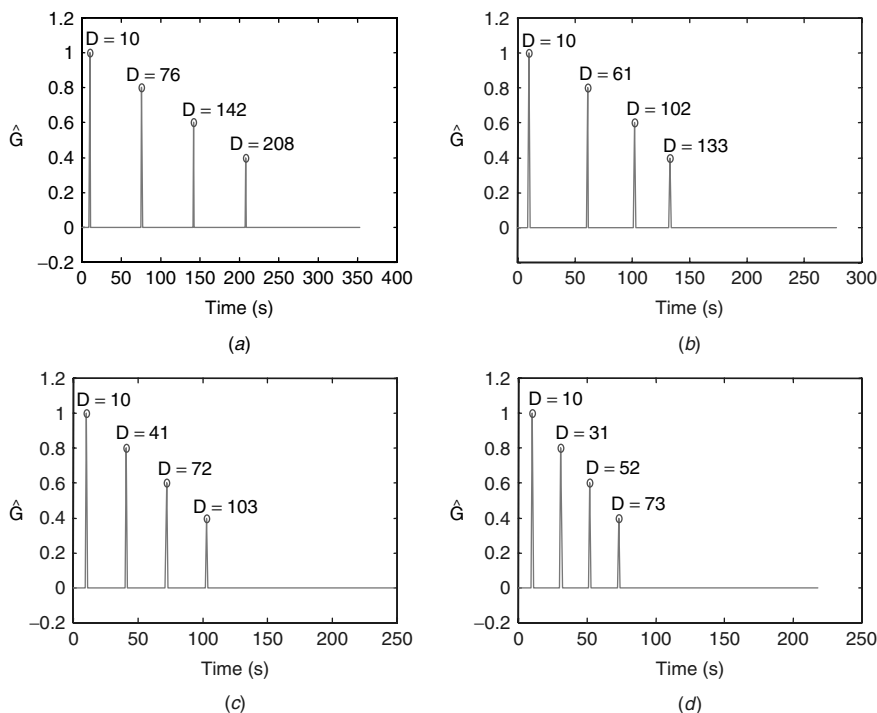 1.2
D = 10
1
D = 76
0.8
D = 142
0.6
D = 208
Ĝ
0.4
0.2
0
−0.2
0 50 100 150 200 250 300 350 400
Time (s)
(a)
1.2
D = 10
1
D = 61
0.8
D = 102
0.6
D = 133
Ĝ
0.4
0.2
0
−0.2
0 50 100 150 200 250 300
Time (s)
(b)
1.2
D = 10
1
D = 41
0.8
D = 72
0.6
D = 103
Ĝ
0.4
0.2
0
−0.2
0 50 100 150 200 250
Time (s)
(c)
1.2
D = 10
1
D = 31
0.8
D = 52
0.6
D = 73
Ĝ
0.4
0.2
0
−0.2
0 50 100 150 200 250
Time (s)
(d)